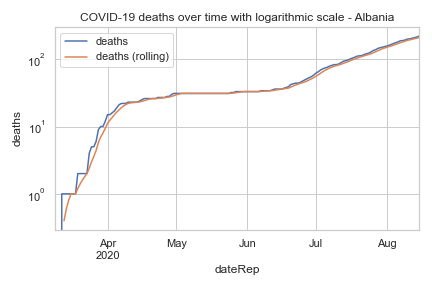 COVID-19 deaths over time with logarithmic scale - Albania
deaths
deaths (rolling)
10²
10¹
10⁰
deaths
Apr
2020
May
Jun
Jul
Aug
dateRep